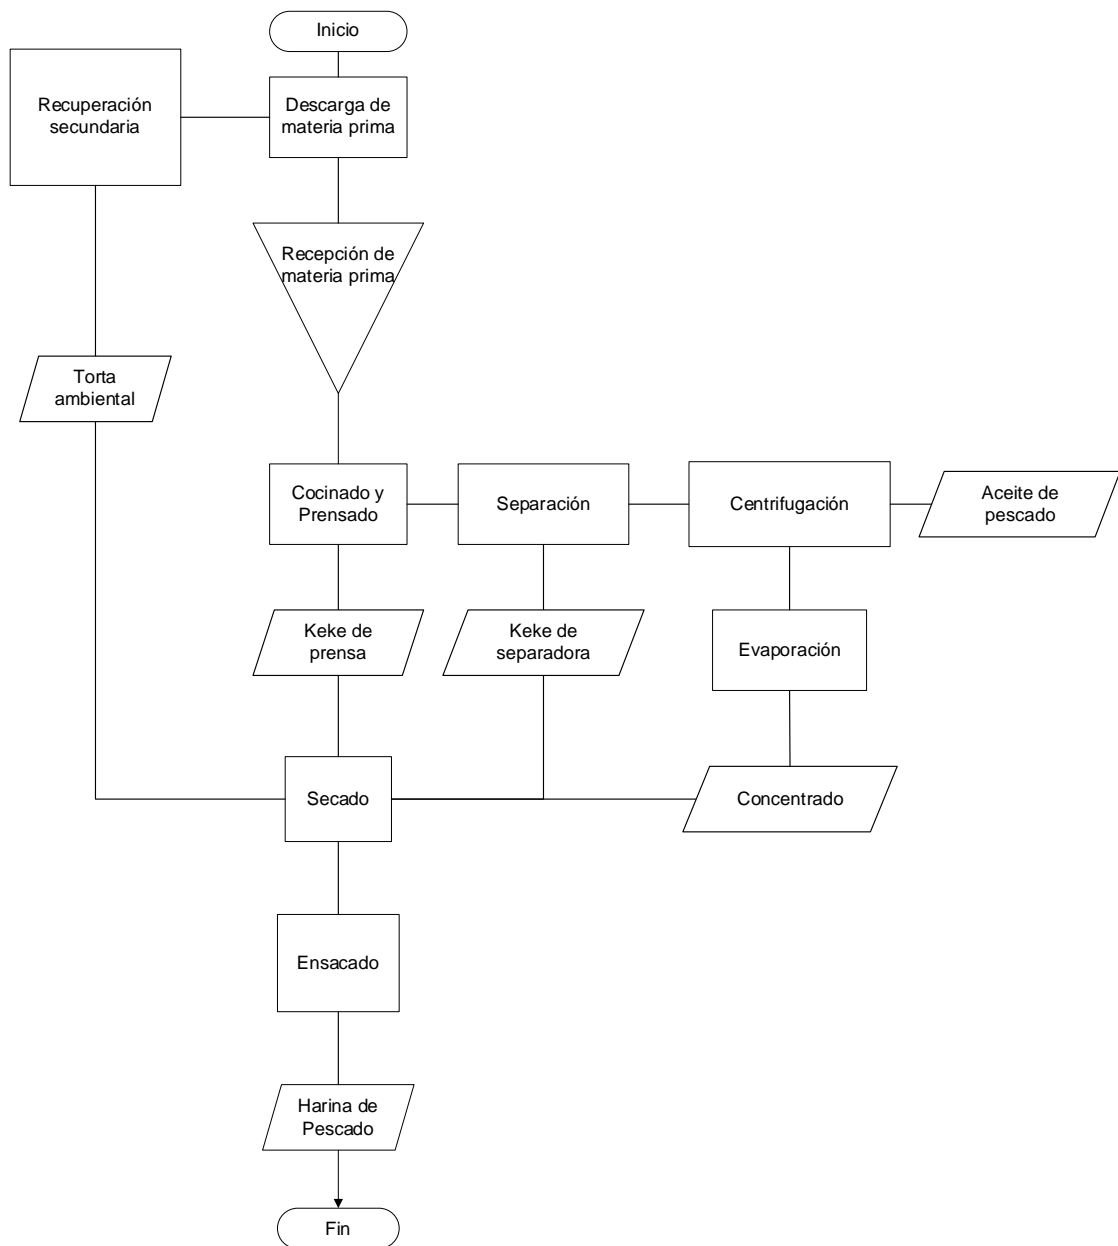 Inicio
Recuperación
secundaria
Descarga de
materia prima
Recepción de
materia prima
Torta
ambiental
Cocinado y
Prensado
Separación
Centrifugación
Aceite de
pescado
Keke de
prensa
Keke de
separadora
Evaporación
Secado
Concentrado
Ensacado
Harina de
Pescado
Fin